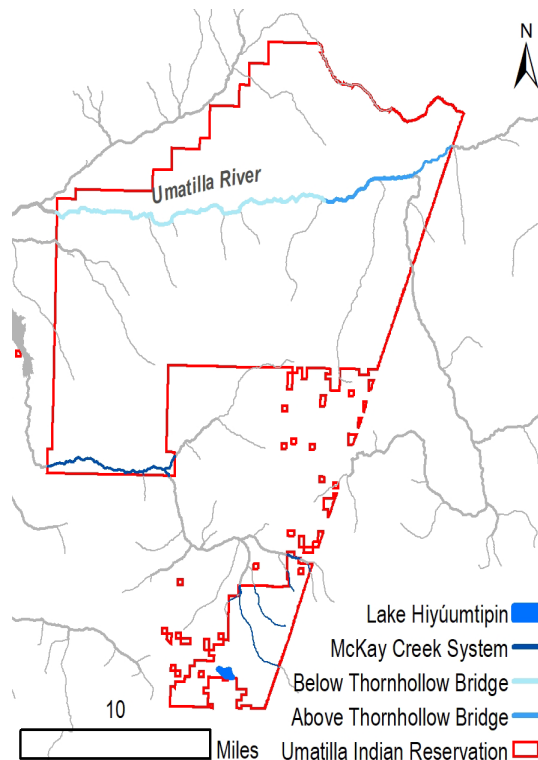 N
Umatilla River
Lake Hiyúumtipin
McKay Creek System
Below Thornhollow Bridge
Above Thornhollow Bridge
10
Miles
Umatilla Indian Reservation